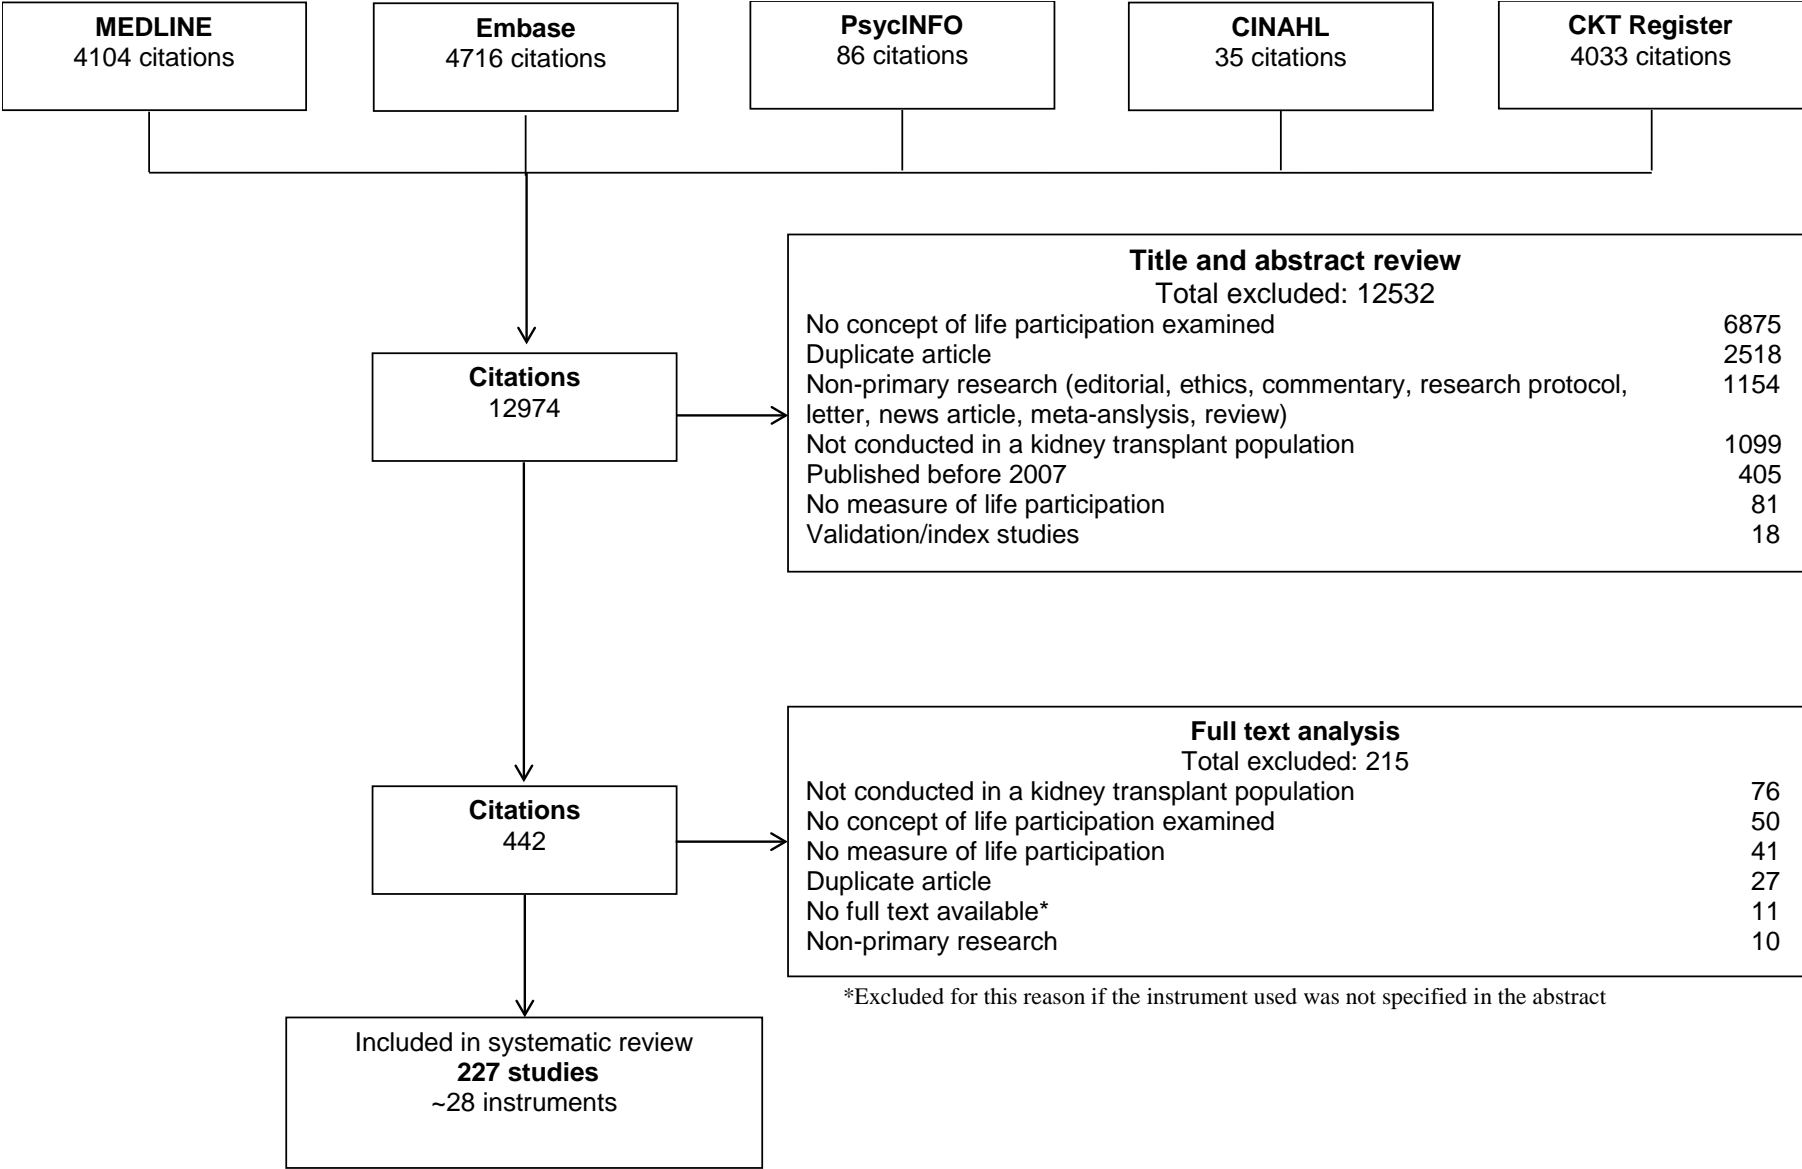 MEDLINE
4104 citations
Embase
4716 citations
PsycINFO
86 citations
CINAHL
35 citations
CKT Register
4033 citations
Title and abstract review
Total excluded: 12532
No concept of life participation examined 6875
Duplicate article 2518
Non-primary research (editorial, ethics, commentary, research protocol, 1154
letter, news article, meta-anslysis, review)
Not conducted in a kidney transplant population 1099
Published before 2007 405
No measure of life participation 81
Validation/index studies 18
Citations
12974
Full text analysis
Total excluded: 215
Not conducted in a kidney transplant population 76
No concept of life participation examined 50
No measure of life participation 41
Duplicate article 27
No full text available* 11
Non-primary research 10
Citations
442
*Excluded for this reason if the instrument used was not specified in the abstract
Included in systematic review
227 studies
~28 instruments